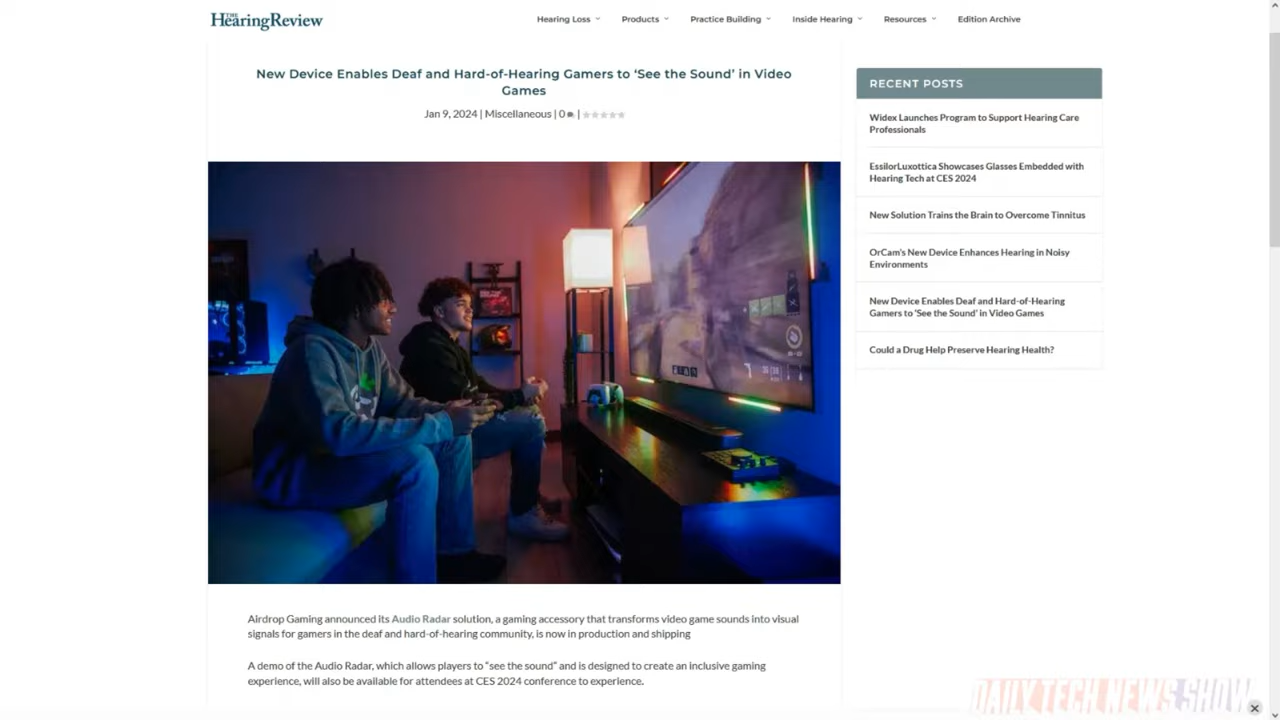 THE
HearingReview
Hearing Loss
Products
Practice Building
Inside Hearing
Resources
Edition Archive
New Device Enables Deaf and Hard-of-Hearing Gamers to ‘See the Sound’ in Video
Games
Jan 9, 2024 | Miscellaneous | 0 |
Airdrop Gaming announced its Audio Radar solution, a gaming accessory that transforms video game sounds into visual
signals for gamers in the deaf and hard-of-hearing community, is now in production and shipping
A demo of the Audio Radar, which allows players to “see the sound” and is designed to create an inclusive gaming
experience, will also be available for attendees at CES 2024 conference to experience.
RECENT POSTS
Widex Launches Program to Support Hearing Care
Professionals
EssilorLuxottica Showcases Glasses Embedded with
Hearing Tech at CES 2024
New Solution Trains the Brain to Overcome Tinnitus
OrCam's New Device Enhances Hearing in Noisy
Environments
New Device Enables Deaf and Hard-of-Hearing
Gamers to ‘See the Sound’ in Video Games
Could a Drug Help Preserve Hearing Health?
DAILY TECH NEWS SHOW